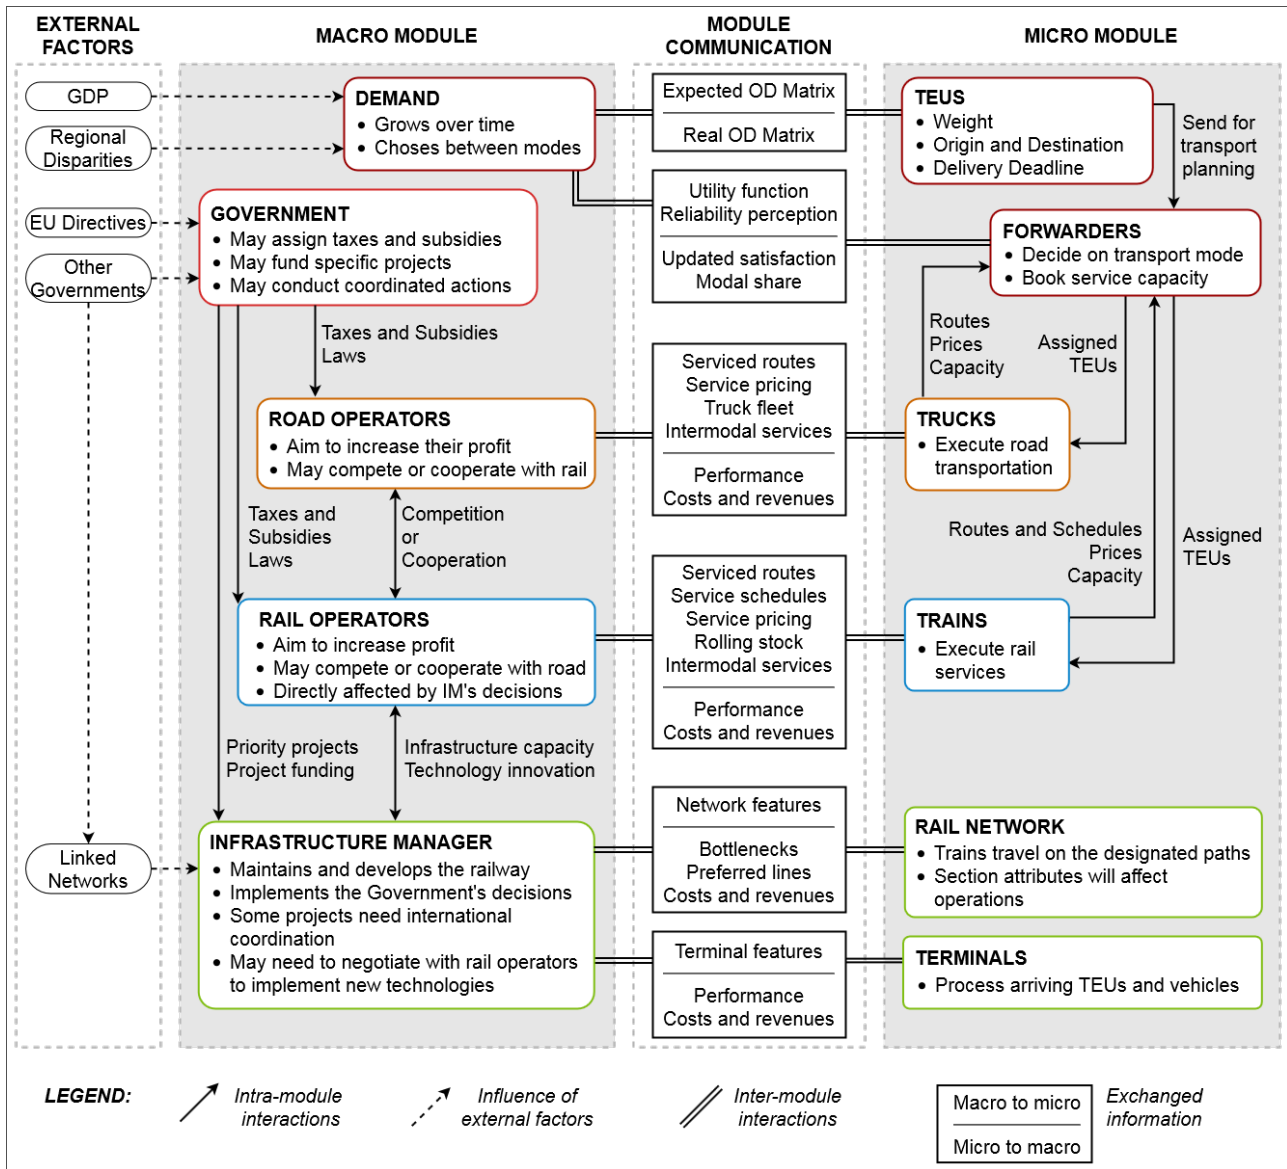 EXTERNAL
FACTORS
MACRO MODULE
MODULE
COMMUNICATION
MICRO MODULE
GDP
Regional
Disparities
EU Directives
Other
Governments
Linked
Networks
DEMAND
• Grows over time
• Choses between modes
GOVERNMENT
• May assign taxes and subsidies
• May fund specific projects
• May conduct coordinated actions
Taxes and Subsidies
Laws
ROAD OPERATORS
• Aim to increase their profit
• May compete or cooperate with rail
Taxes and
Subsidies
Laws
Competition
or
Cooperation
RAIL OPERATORS
• Aim to increase profit
• May compete or cooperate with road
• Directly affected by IM's decisions
Priority projects
Project funding
Infrastructure capacity
Technology innovation
INFRASTRUCTURE MANAGER
• Maintains and develops the railway
• Implements the Government's decisions
• Some projects need international
coordination
• May need to negotiate with rail operators
to implement new technologies
Expected OD Matrix
Real OD Matrix
Utility function
Reliability perception
Updated satisfaction
Modal share
Serviced routes
Service pricing
Truck fleet
Intermodal services
Performance
Costs and revenues
Serviced routes
Service schedules
Service pricing
Rolling stock
Intermodal services
Performance
Costs and revenues
Network features
Bottlenecks
Preferred lines
Costs and revenues
Terminal features
Performance
Costs and revenues
TEUS
• Weight
• Origin and Destination
• Delivery Deadline
Send for
transport
planning
FORWARDERS
• Decide on transport mode
• Book service capacity
Routes
Prices
Capacity
Assigned
TEUs
TRUCKS
• Execute road
transportation
Routes and Schedules
Prices
Capacity
Assigned
TEUs
TRAINS
• Execute rail
services
RAIL NETWORK
• Trains travel on the designated paths
• Section attributes will affect
operations
TERMINALS
• Process arriving TEUs and vehicles
LEGEND:
Intra-module
interactions
Influence of
external factors
Inter-module
interactions
Macro to micro
Micro to macro
Exchanged
information